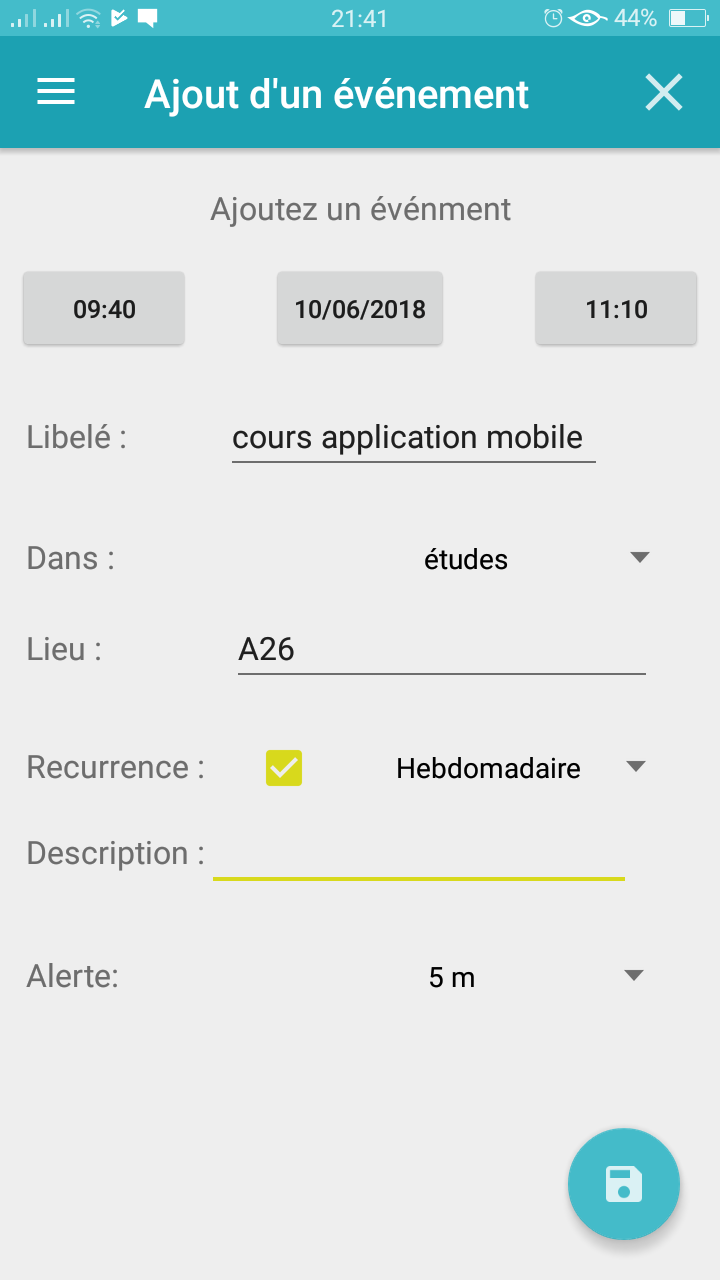 21:41 44%
Ajout d'un événement
Ajoutez un événment
09:40 10/06/2018 11:10
Libelé : cours application mobile
Dans : études
Lieu : A26
Recurrence : Hebdomadaire
Description :
Alerte: 5 m